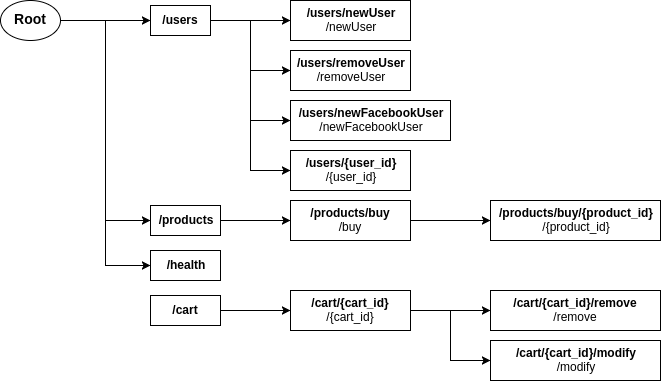 Root
/users
/users/newUser
/newUser
/users/removeUser
/removeUser
/users/newFacebookUser
/newFacebookUser
/users/{user_id}
/{user_id}
/products
/products/buy
/buy
/products/buy/{product_id}
/{product_id}
/health
/cart
/cart/{cart_id}
/{cart_id}
/cart/{cart_id}/remove
/remove
/cart/{cart_id}/modify
/modify